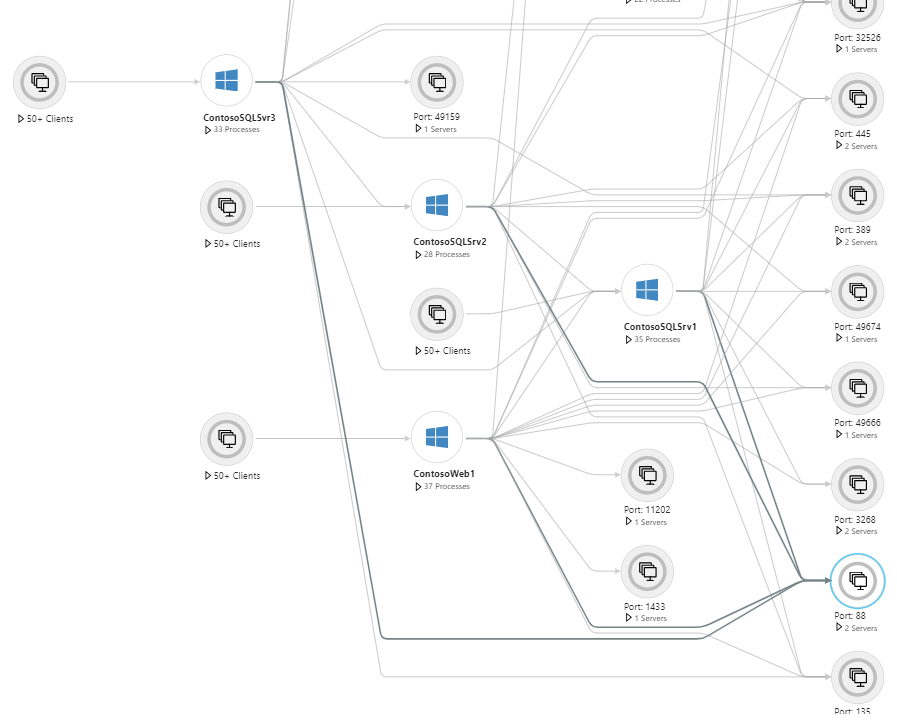 22 Processes
Port: 32526
1 Servers
50+ Clients
ContosoSQLSvr3
33 Processes
Port: 49159
1 Servers
Port: 445
2 Servers
50+ Clients
ContosoSQLSrv2
28 Processes
Port: 389
2 Servers
50+ Clients
ContosoSQLSrv1
35 Processes
Port: 49674
1 Servers
50+ Clients
ContosoWeb1
37 Processes
Port: 49666
1 Servers
Port: 11202
1 Servers
Port: 3268
2 Servers
Port: 1433
1 Servers
Port: 88
2 Servers
Port: 135